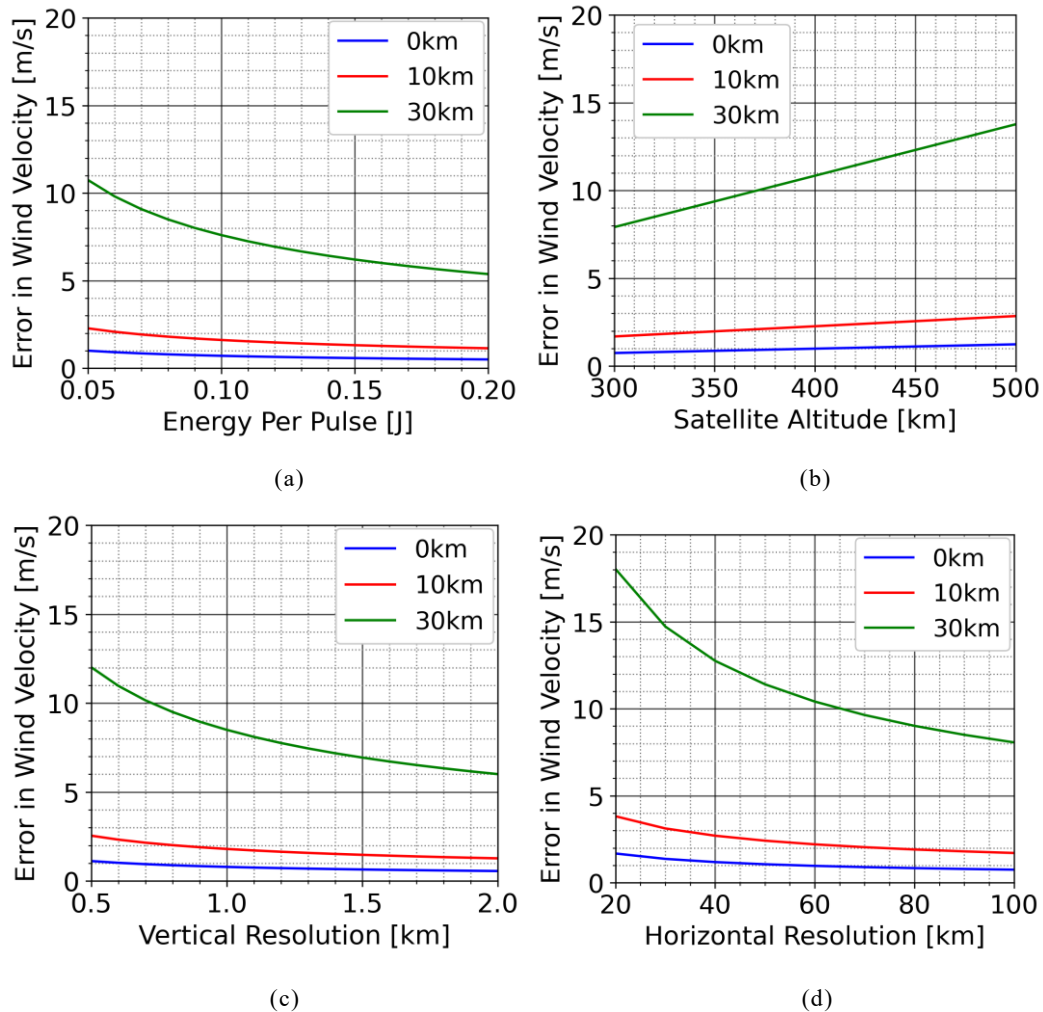 Error in Wind Velocity [m/s]
20
15
10
5
0
0km
10km
30km
0.05 0.10 0.15 0.20
Energy Per Pulse [J]
(a)
Error in Wind Velocity [m/s]
20
15
10
5
0
0km
10km
30km
300 350 400 450 500
Satellite Altitude [km]
(b)
Error in Wind Velocity [m/s]
20
15
10
5
0
0km
10km
30km
0.5 1.0 1.5 2.0
Vertical Resolution [km]
(c)
Error in Wind Velocity [m/s]
20
15
10
5
0
0km
10km
30km
20 40 60 80 100
Horizontal Resolution [km]
(d)